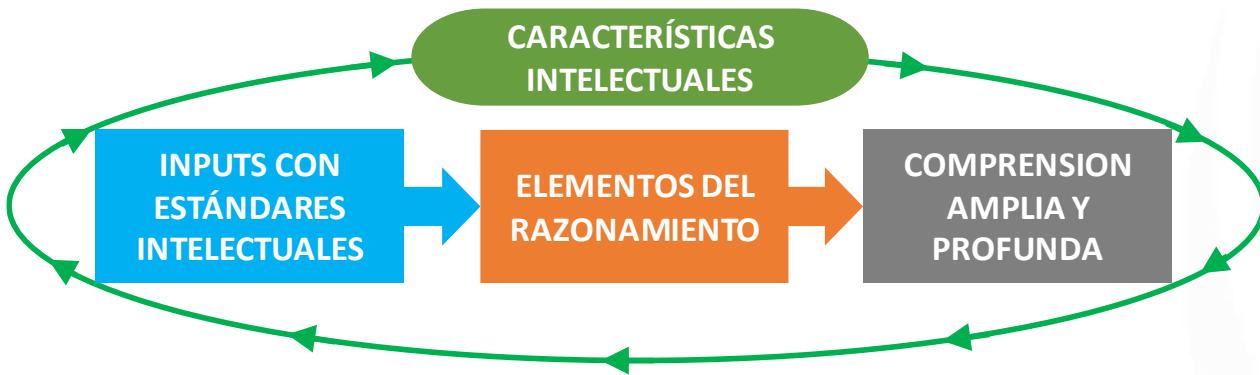 CARACTERÍSTICAS
INTELECTUALES
INPUTS CON
ESTÁNDARES
INTELECTUALES
ELEMENTOS DEL
RAZONAMIENTO
COMPRENSION
AMPLIA Y
PROFUNDA